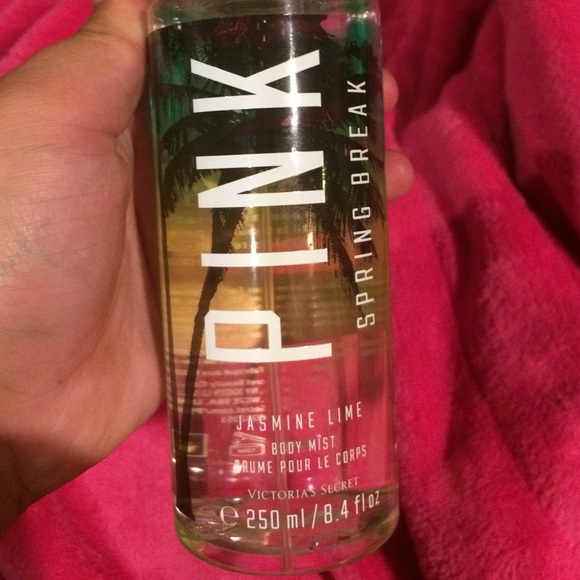 PINK
SPRING BREAK
JASMINE LIME
BODY MIST
BRUME POUR LE CORPS
VICTORIA'S SECRET
℮ 250 ml / 8.4 fl oz